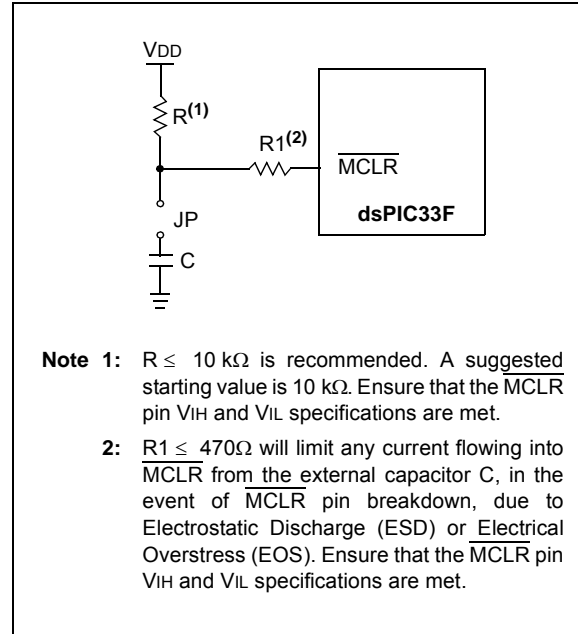 VDD
R(1)
R1(2)
MCLR
dsPIC33F
JP
C
Note 1: R ≤ 10 kΩ is recommended. A suggested
starting value is 10 kΩ. Ensure that the MCLR
pin VIH and VIL specifications are met.
2: R1 ≤ 470Ω will limit any current flowing into
MCLR from the external capacitor C, in the
event of MCLR pin breakdown, due to
Electrostatic Discharge (ESD) or Electrical
Overstress (EOS). Ensure that the MCLR pin
VIH and VIL specifications are met.